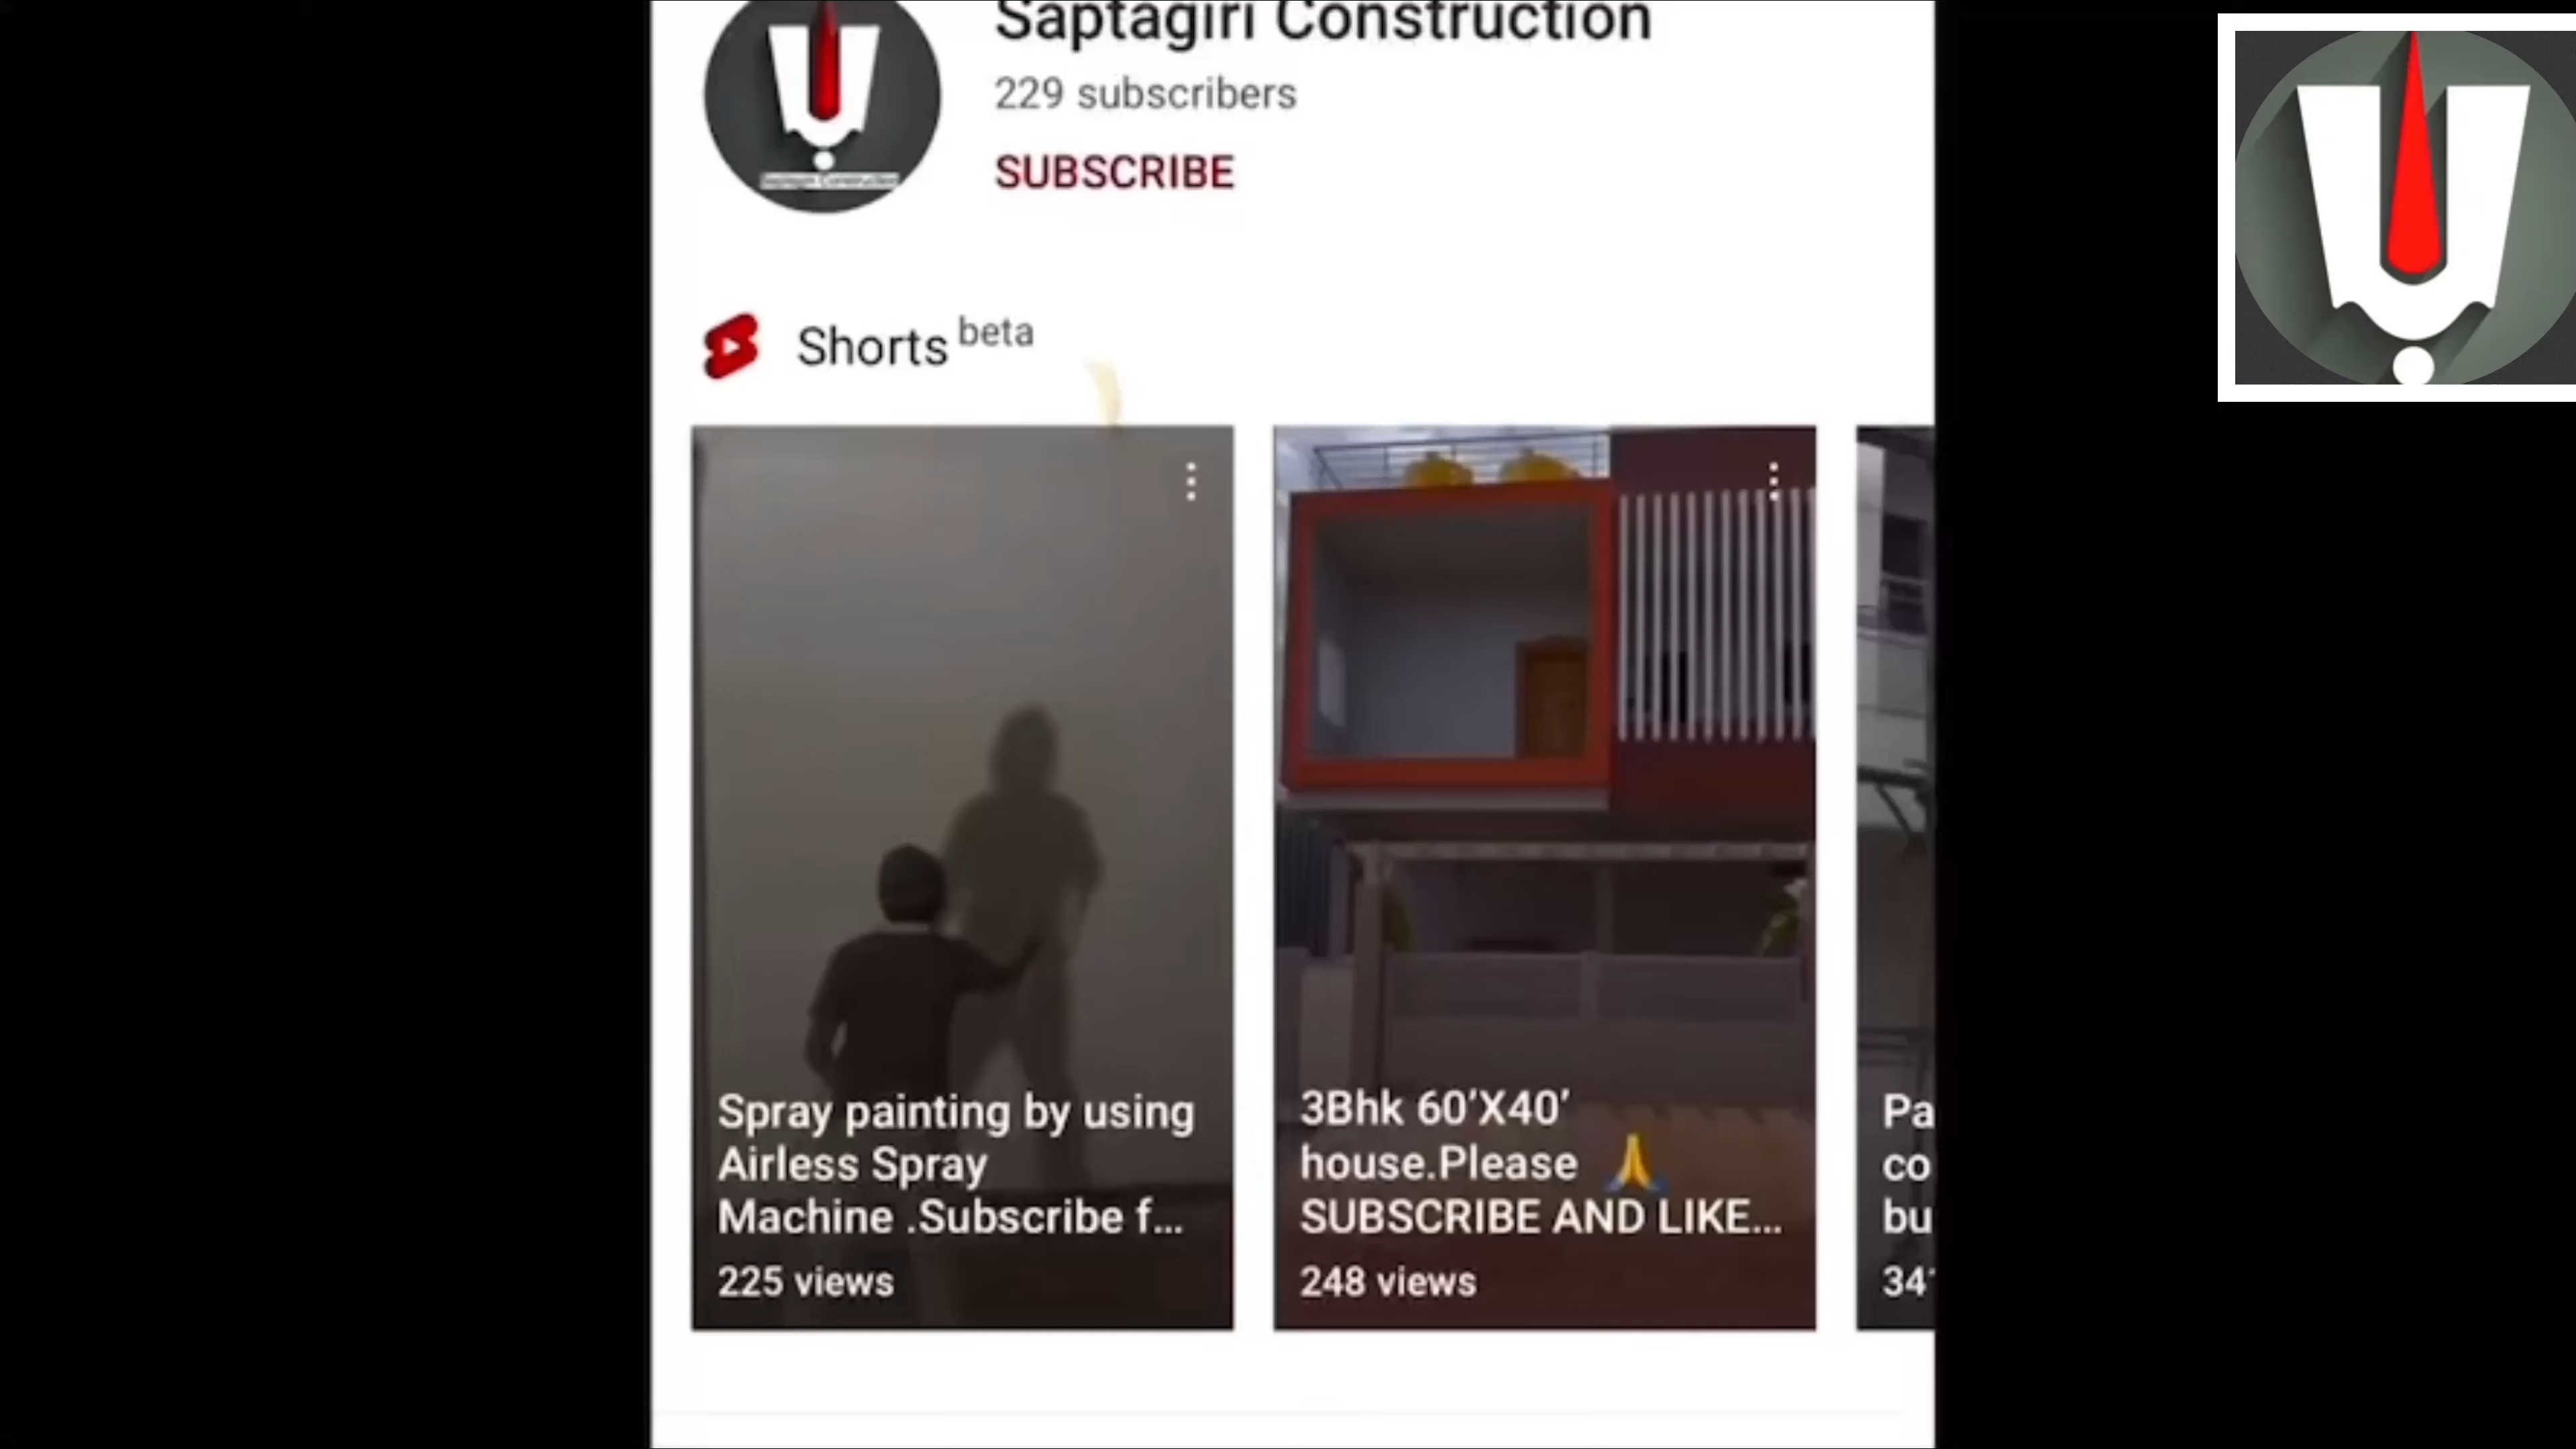 Saptagiri Construction
229 subscribers
SUBSCRIBE
Shorts beta
Spray painting by using
Airless Spray
Machine .Subscribe f...
225 views
3Bhk 60’X40’
house.Please 🙏
SUBSCRIBE AND LIKE...
248 views